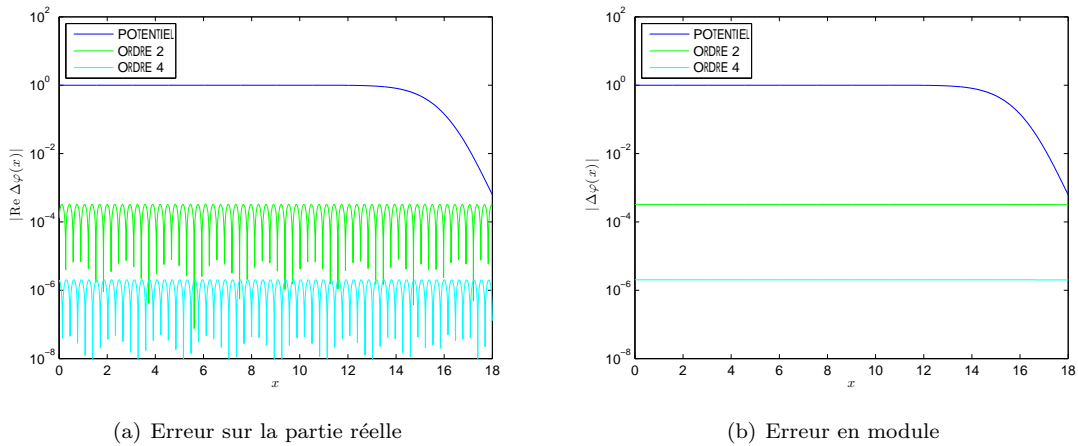 10^2
10^0
10^-2
10^-4
10^-6
10^-8
|Re Δφ(x)|
POTENTIEL
ORDRE 2
ORDRE 4
0 2 4 6 8 10 12 14 16 18
x
(a) Erreur sur la partie réelle
10^2
10^0
10^-2
10^-4
10^-6
10^-8
|Δφ(x)|
POTENTIEL
ORDRE 2
ORDRE 4
0 2 4 6 8 10 12 14 16 18
x
(b) Erreur en module